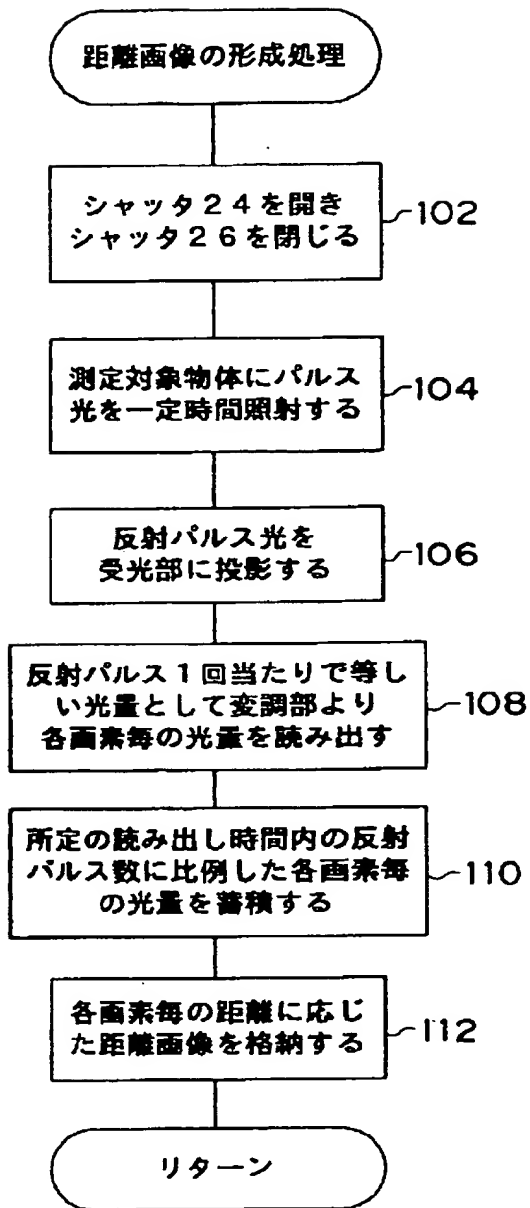 距離画像の形成処理
シャッタ24を開き
シャッタ26を閉じる
102
測定対象物体にパルス
光を一定時間照射する
104
反射パルス光を
受光部に投影する
106
反射パルス1回当たりで等し
い光量として変調部より
各画素毎の光量を読み出す
108
所定の読み出し時間内の反射
パルス数に比例した各画素毎
の光量を蓄積する
110
各画素毎の距離に応じ
た距離画像を格納する
112
リターン